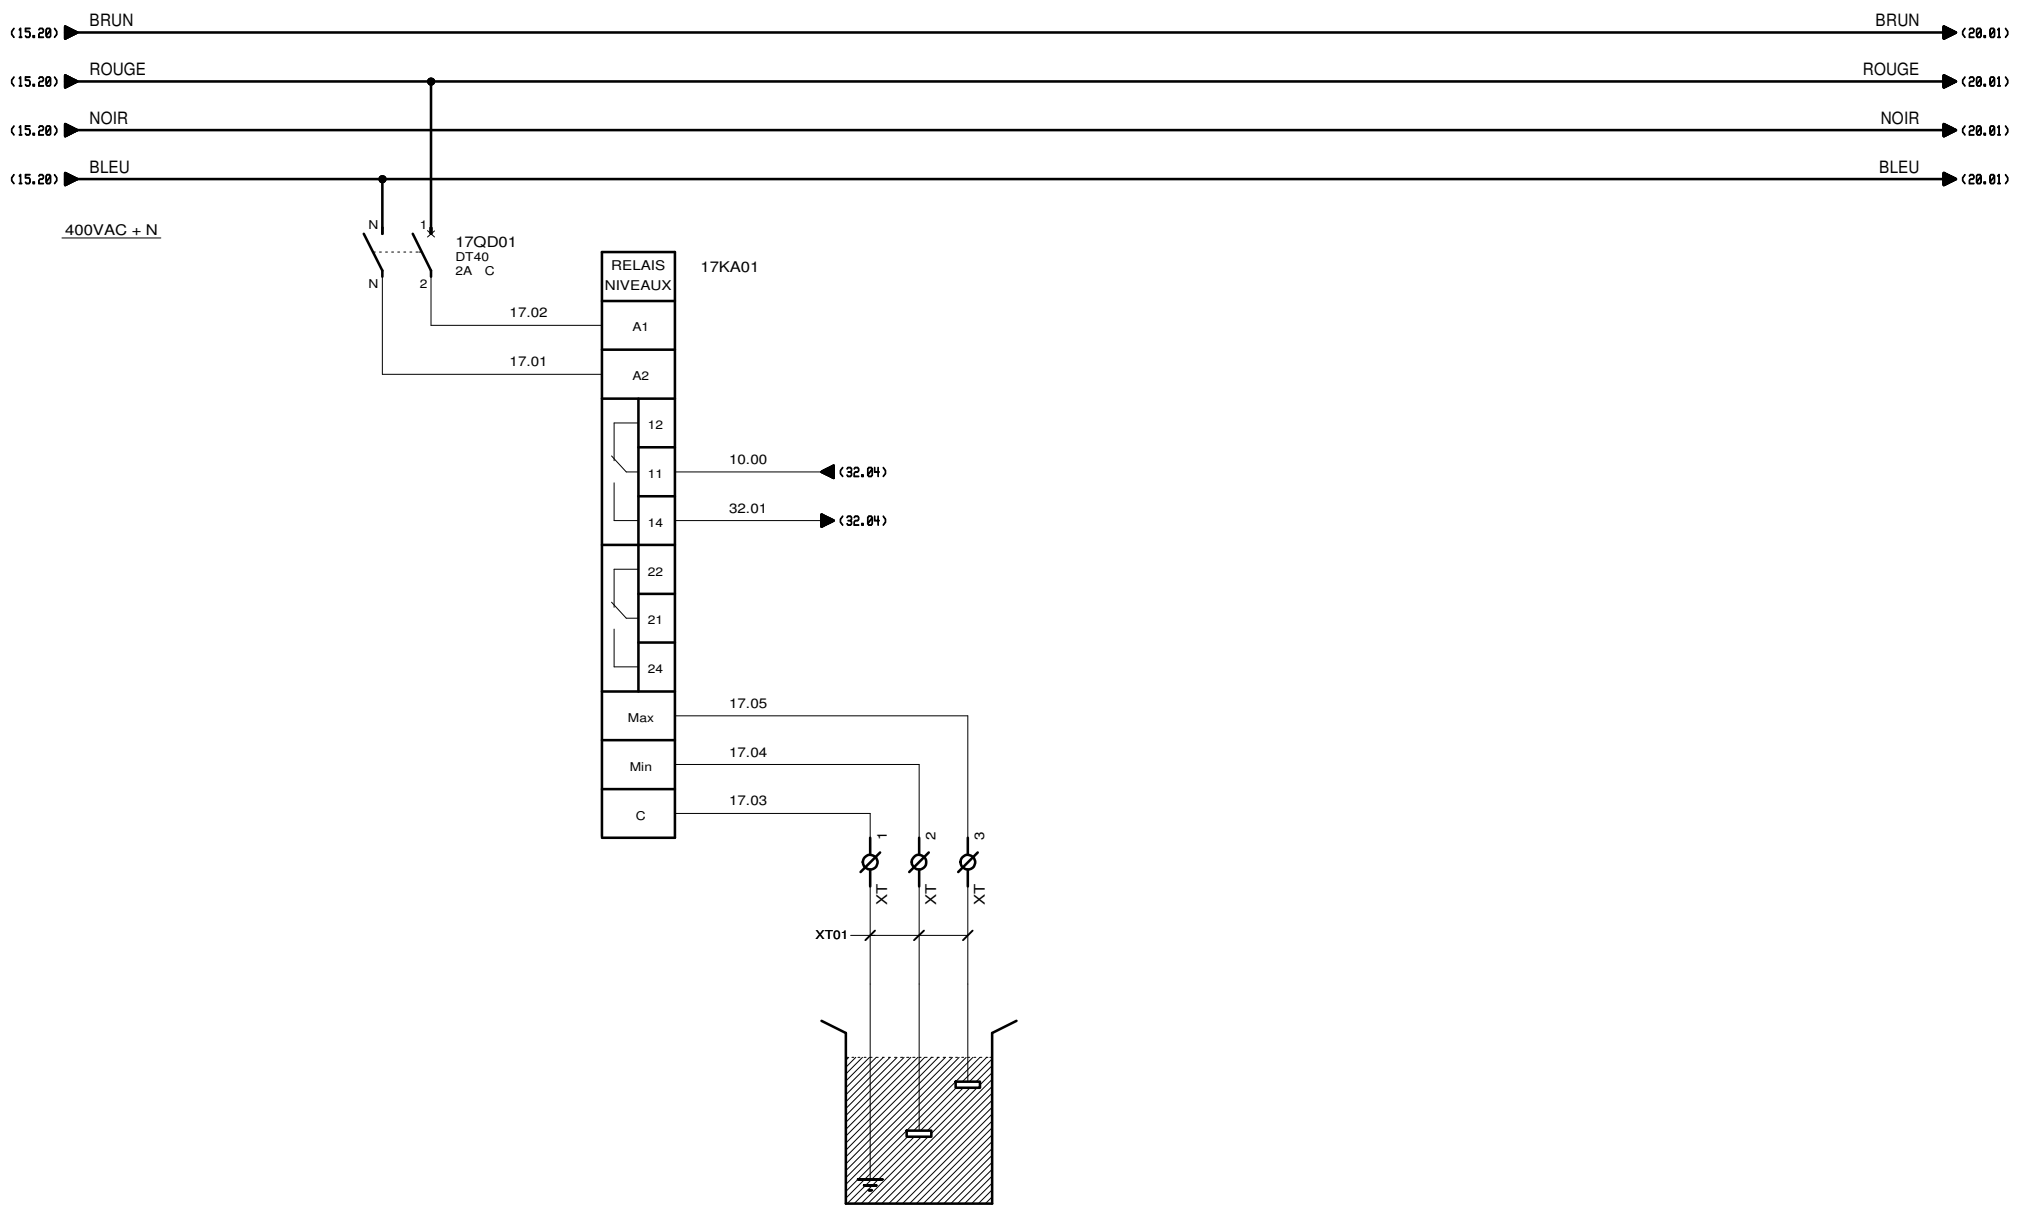 BRUN BRUN
(15.20) (20.01)
ROUGE ROUGE
(15.20) (20.01)
NOIR NOIR
(15.20) (20.01)
BLEU BLEU
(15.20) (20.01)
400VAC + N
N 1
17QD01
DT40
2A C
N 2
RELAIS
NIVEAUX
17KA01
17.02
A1
17.01
A2
12
10.00
11 (32.04)
32.01
14 (32.04)
22
21
24
17.05
Max
17.04
Min
17.03
C
1 2 3
XT XT XT
XT01